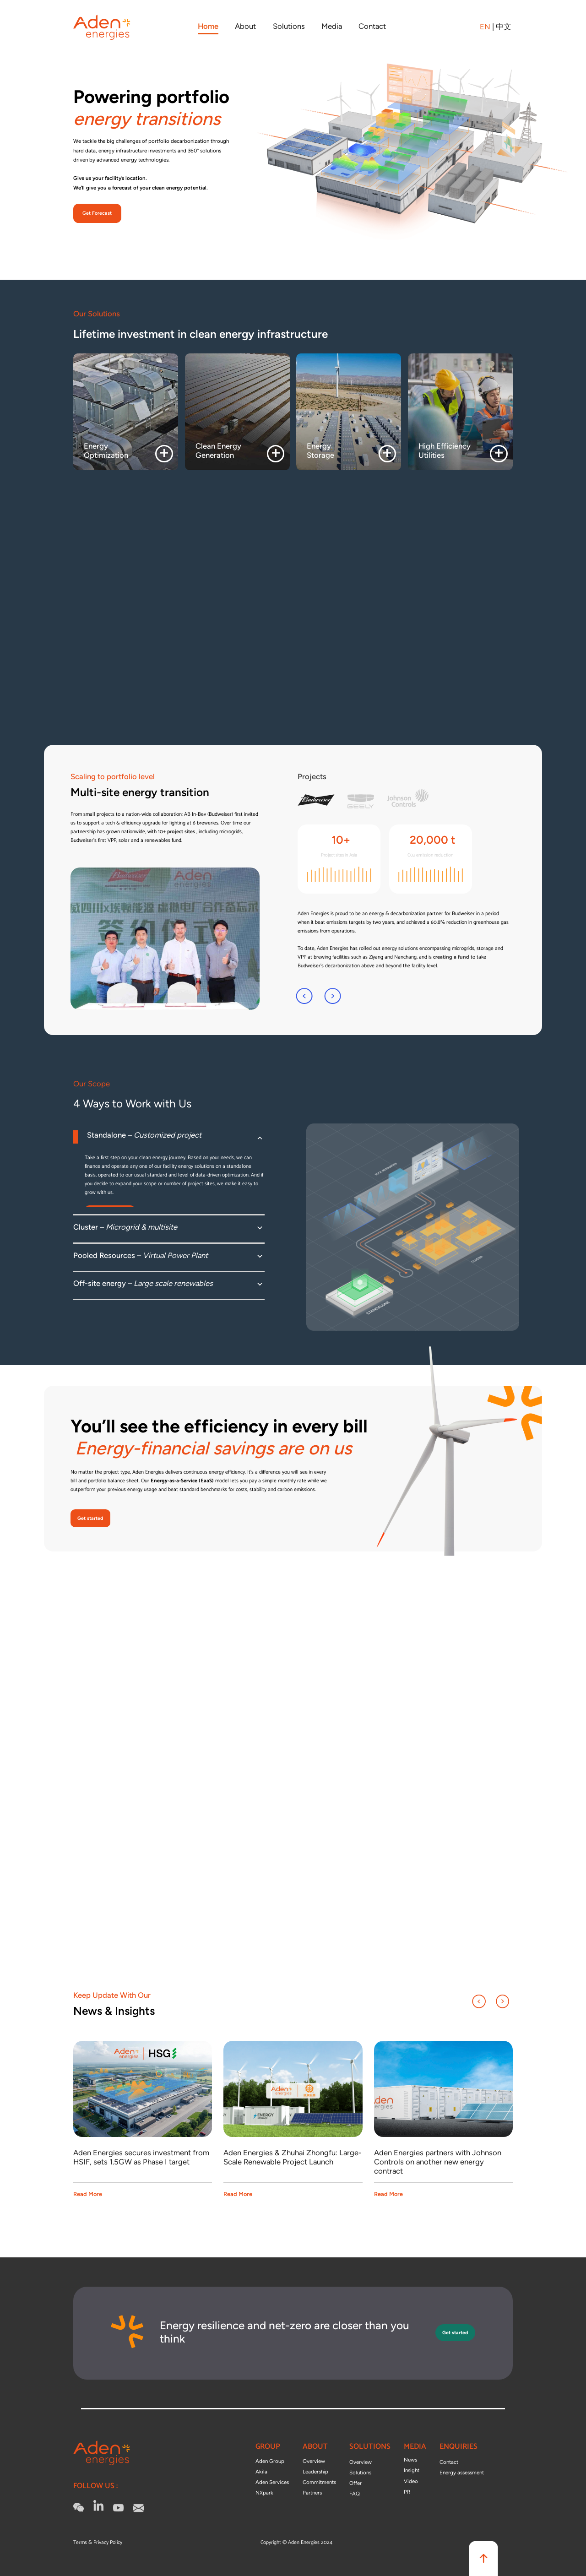 Aden energies
Home About Solutions Media Contact
EN | 中文
Powering portfolio
energy transitions
We tackle the big challenges of portfolio decarbonization through
hard data, energy infrastructure investments and 360° solutions
driven by advanced energy technologies.
Give us your facility’s location.
We’ll give you a forecast of your clean energy potential.
Get Forecast
Our Solutions
Lifetime investment in clean energy infrastructure
Energy
Optimization
Clean Energy
Generation
Energy
Storage
High Efficiency
Utilities
Scaling to portfolio level
Multi-site energy transition
From small projects to a nation-wide collaboration: AB In-Bev (Budweiser) first invited
us to support a tech & efficiency upgrade for lighting at 6 breweries. Over time our
partnership has grown nationwide, with 10+ project sites , including microgrids,
Budweiser’s first VPP, solar and a renewables fund.
Projects
Budweiser
GEELY
Johnson Controls
10+
20,000 t
Aden Energies is proud to be an energy & decarbonization partner for Budweiser in a period
when it beat emissions targets by two years, and achieved a 60.8% reduction in greenhouse gas
emissions from operations.
To date, Aden Energies has rolled out energy solutions encompassing microgrids, storage and
VPP at brewing facilities such as Ziyang and Nanchang, and is creating a fund to take
Budweiser’s decarbonization above and beyond the facility level.
Our Scope
4 Ways to Work with Us
Standalone – Customized project
Take a first step on your clean energy journey. Based on your needs, we can
finance and operate any one of our facility energy solutions on a standalone
basis, operated to our usual standard and level of data-driven optimization. And if
you decide to expand your scope or number of project sites, we make it easy to
grow with us.
Cluster – Microgrid & multisite
Pooled Resources – Virtual Power Plant
Off-site energy – Large scale renewables
STANDALONE
You’ll see the efficiency in every bill
Energy-financial savings are on us
No matter the project type, Aden Energies delivers continuous energy efficiency. It’s a difference you will see in every
bill and portfolio balance sheet. Our Energy-as-a-Service (EaaS) model lets you pay a simple monthly rate while we
outperform your previous energy usage and beat standard benchmarks for costs, stability and carbon emissions.
Get started
Keep Update With Our
News & Insights
Aden energies | HSG
Aden Energies secures investment from
HSIF, sets 1.5GW as Phase I target
Read More
Aden Energies & Zhuhai Zhongfu: Large-
Scale Renewable Project Launch
Read More
Aden energies
Aden Energies partners with Johnson
Controls on another new energy
contract
Read More
Energy resilience and net-zero are closer than you
think
Get started
Aden energies
FOLLOW US :
GROUP
Aden Group
Akila
Aden Services
NXpark
ABOUT
Overview
Leadership
Commitments
Partners
SOLUTIONS
Overview
Solutions
Offer
FAQ
MEDIA
News
Insight
Video
PR
ENQUIRIES
Contact
Energy assessment
Terms & Privacy Policy
Copyright © Aden Energies 2024